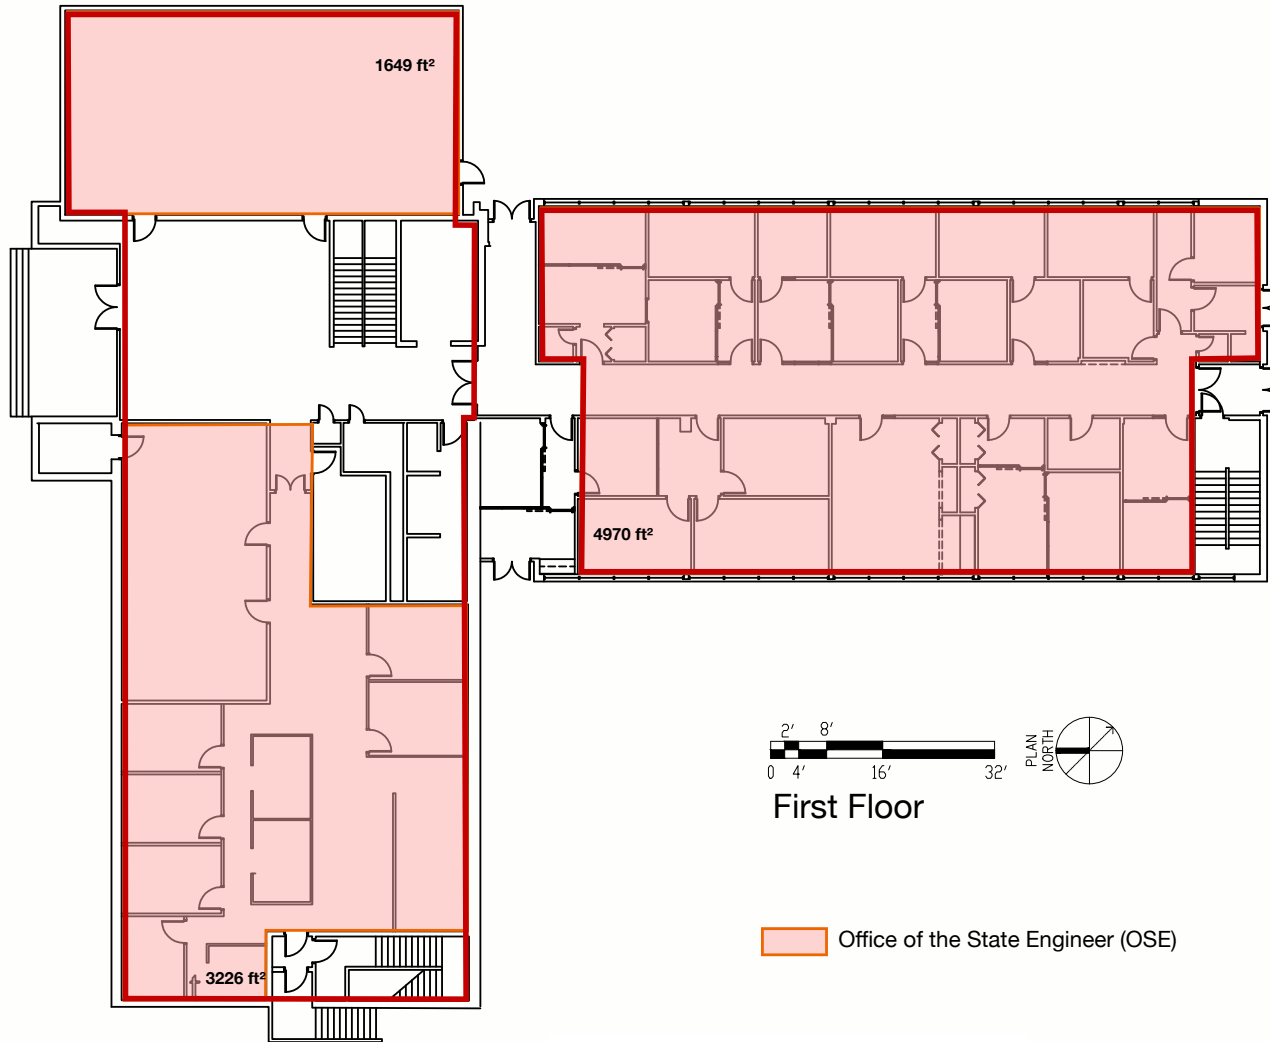 1649 ft²
4970 ft²
2' 8'
0 4' 16' 32'
PLAN
NORTH
First Floor
Office of the State Engineer (OSE)
3226 ft²